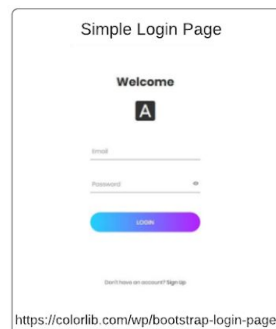 Simple Login Page
Welcome
A
Email
Password
LOGIN
Don't have an account? Sign Up
https://colorlib.com/wp/bootstrap-login-page